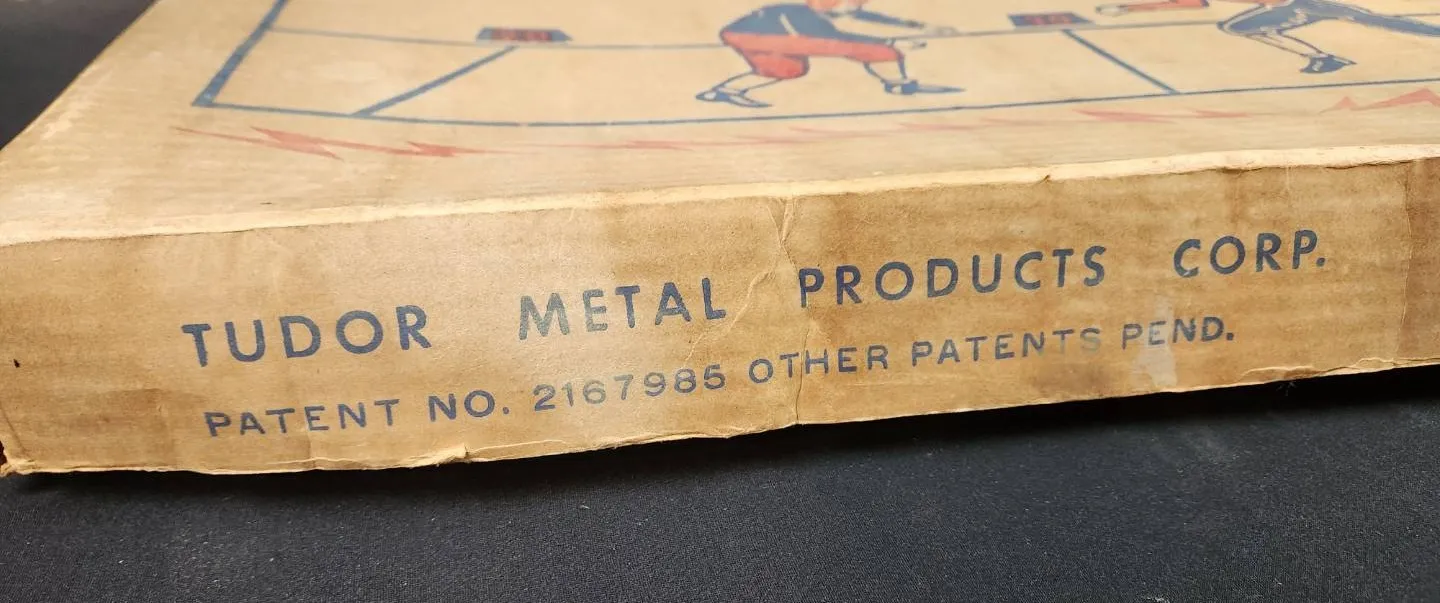 TUDOR METAL PRODUCTS CORP.
PATENT NO. 2167985 OTHER PATENTS PEND.